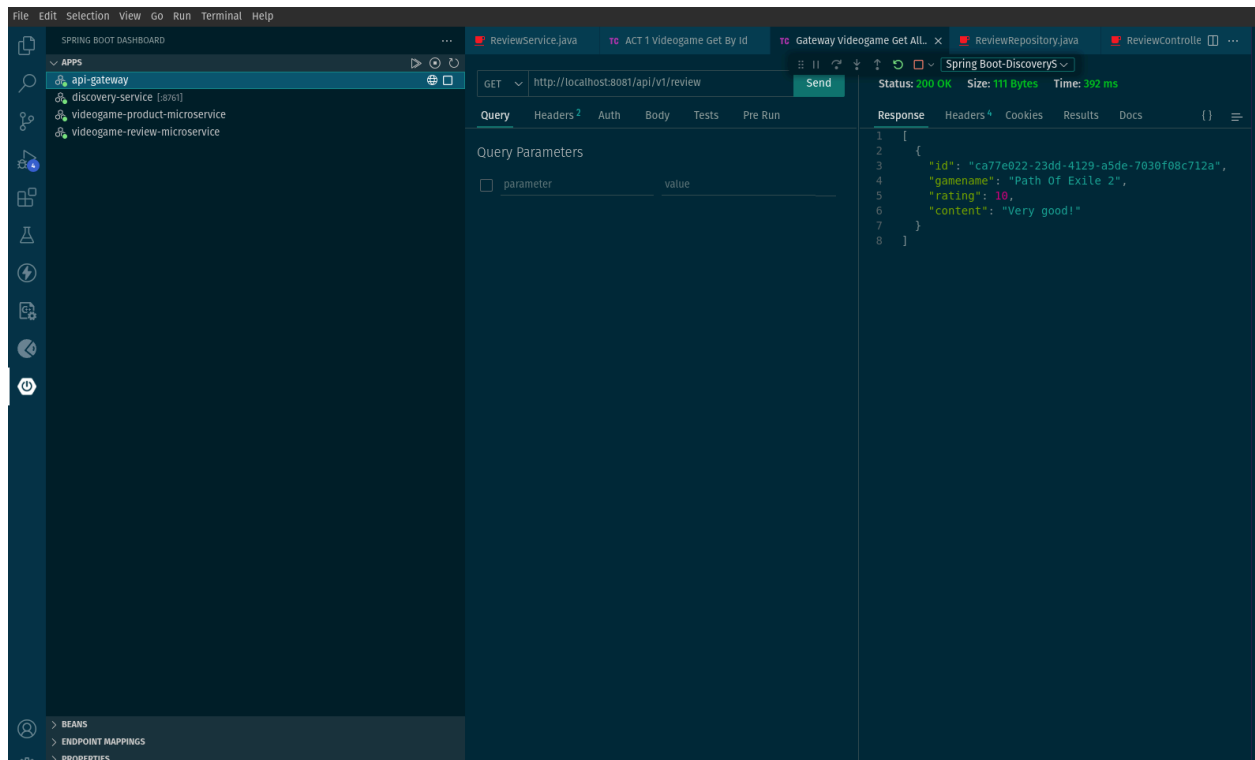 File Edit Selection View Go Run Terminal Help
SPRING BOOT DASHBOARD ...
APPS
api-gateway
discovery-service [:8761]
videogame-product-microservice
videogame-review-microservice
BEANS
ENDPOINT MAPPINGS
PROPERTIES
ReviewService.java TC ACT 1 Videogame Get By Id TC Gateway Videogame Get All.. ReviewRepository.java ReviewControlle ...
Spring Boot-DiscoveryS
GET http://localhost:8081/api/v1/review Send
Query Headers 2 Auth Body Tests Pre Run
Query Parameters
parameter value
Status: 200 OK Size: 111 Bytes Time: 392 ms
Response Headers 4 Cookies Results Docs { }
1 [
2 {
3 "id": "ca77e022-23dd-4129-a5de-7030f08c712a",
4 "gamename": "Path Of Exile 2",
5 "rating": 10,
6 "content": "Very good!"
7 }
8 ]